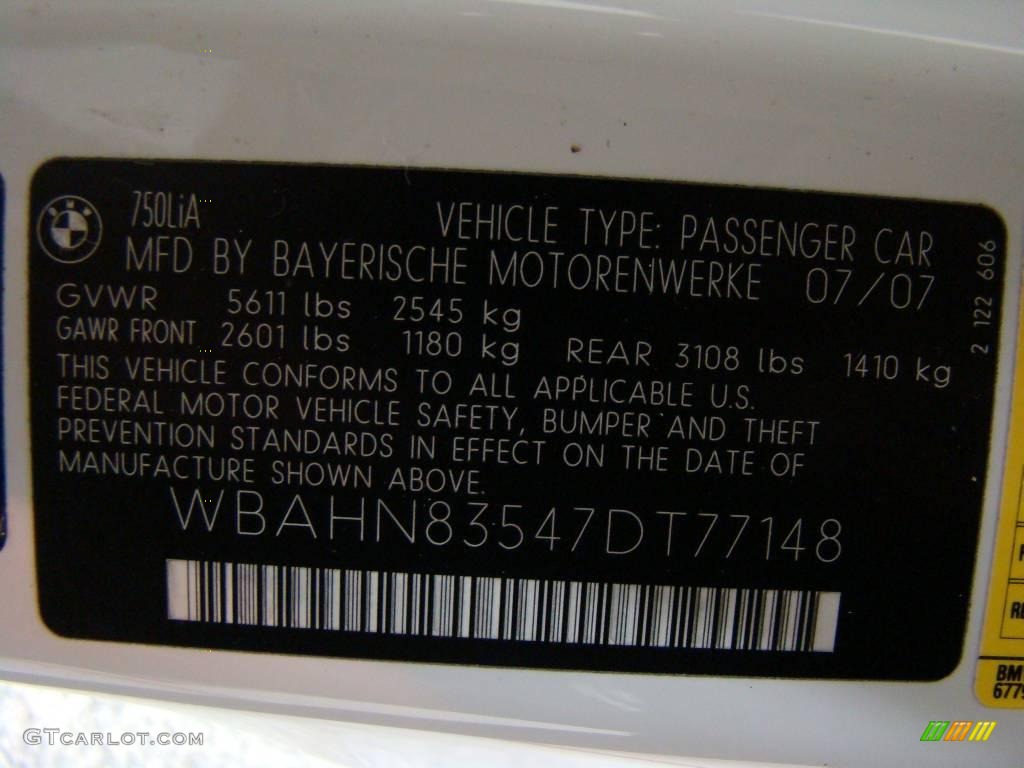 750LiA VEHICLE TYPE: PASSENGER CAR
MFD BY BAYERISCHE MOTORENWERKE 07/07
GVWR 5611 lbs 2545 kg
GAWR FRONT 2601 lbs 1180 kg REAR 3108 lbs 1410 kg
THIS VEHICLE CONFORMS TO ALL APPLICABLE U.S.
FEDERAL MOTOR VEHICLE SAFETY, BUMPER AND THEFT
PREVENTION STANDARDS IN EFFECT ON THE DATE OF
MANUFACTURE SHOWN ABOVE.
WBAHN83547DT77148
2 122 606
BM
GTCARLOT.COM